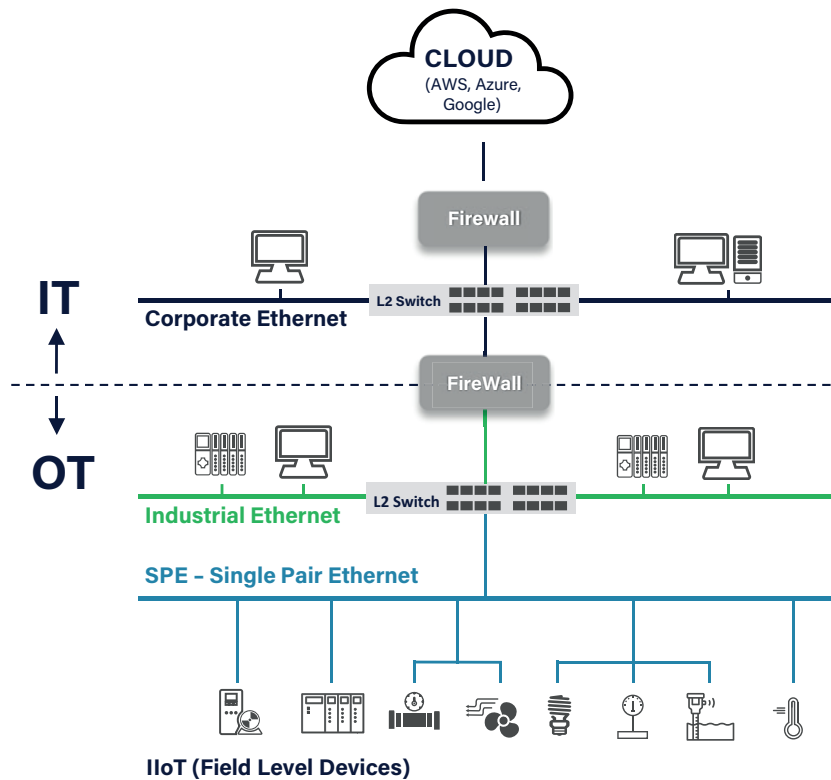 CLOUD
(AWS, Azure,
Google)
Firewall
IT
L2 Switch
Corporate Ethernet
FireWall
OT
L2 Switch
Industrial Ethernet
SPE – Single Pair Ethernet
IIoT (Field Level Devices)